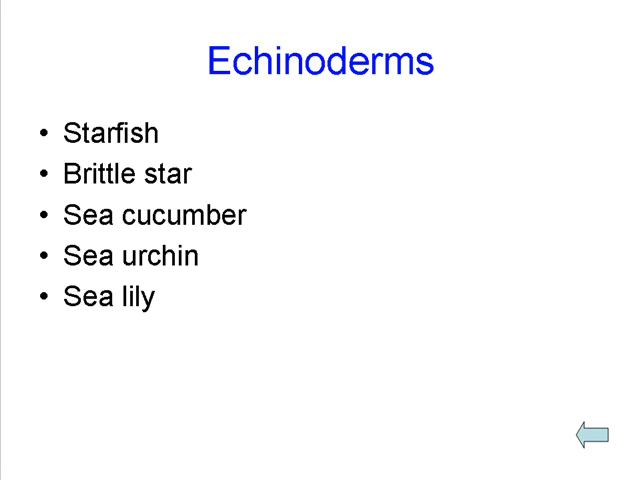 Echinoderms
• Starfish
• Brittle star
• Sea cucumber
• Sea urchin
• Sea lily